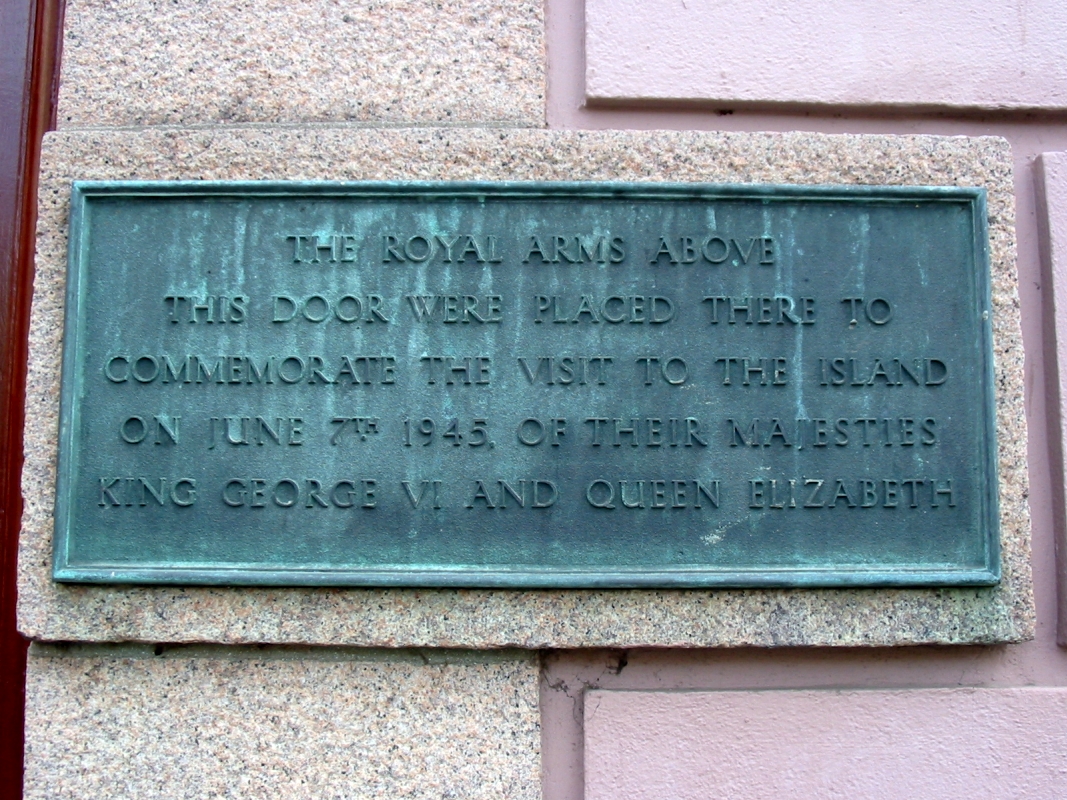 THE ROYAL ARMS ABOVE
THIS DOOR WERE PLACED THERE TO
COMMEMORATE THE VISIT TO THE ISLAND
ON JUNE 7TH 1945, OF THEIR MAJESTIES
KING GEORGE VI AND QUEEN ELIZABETH